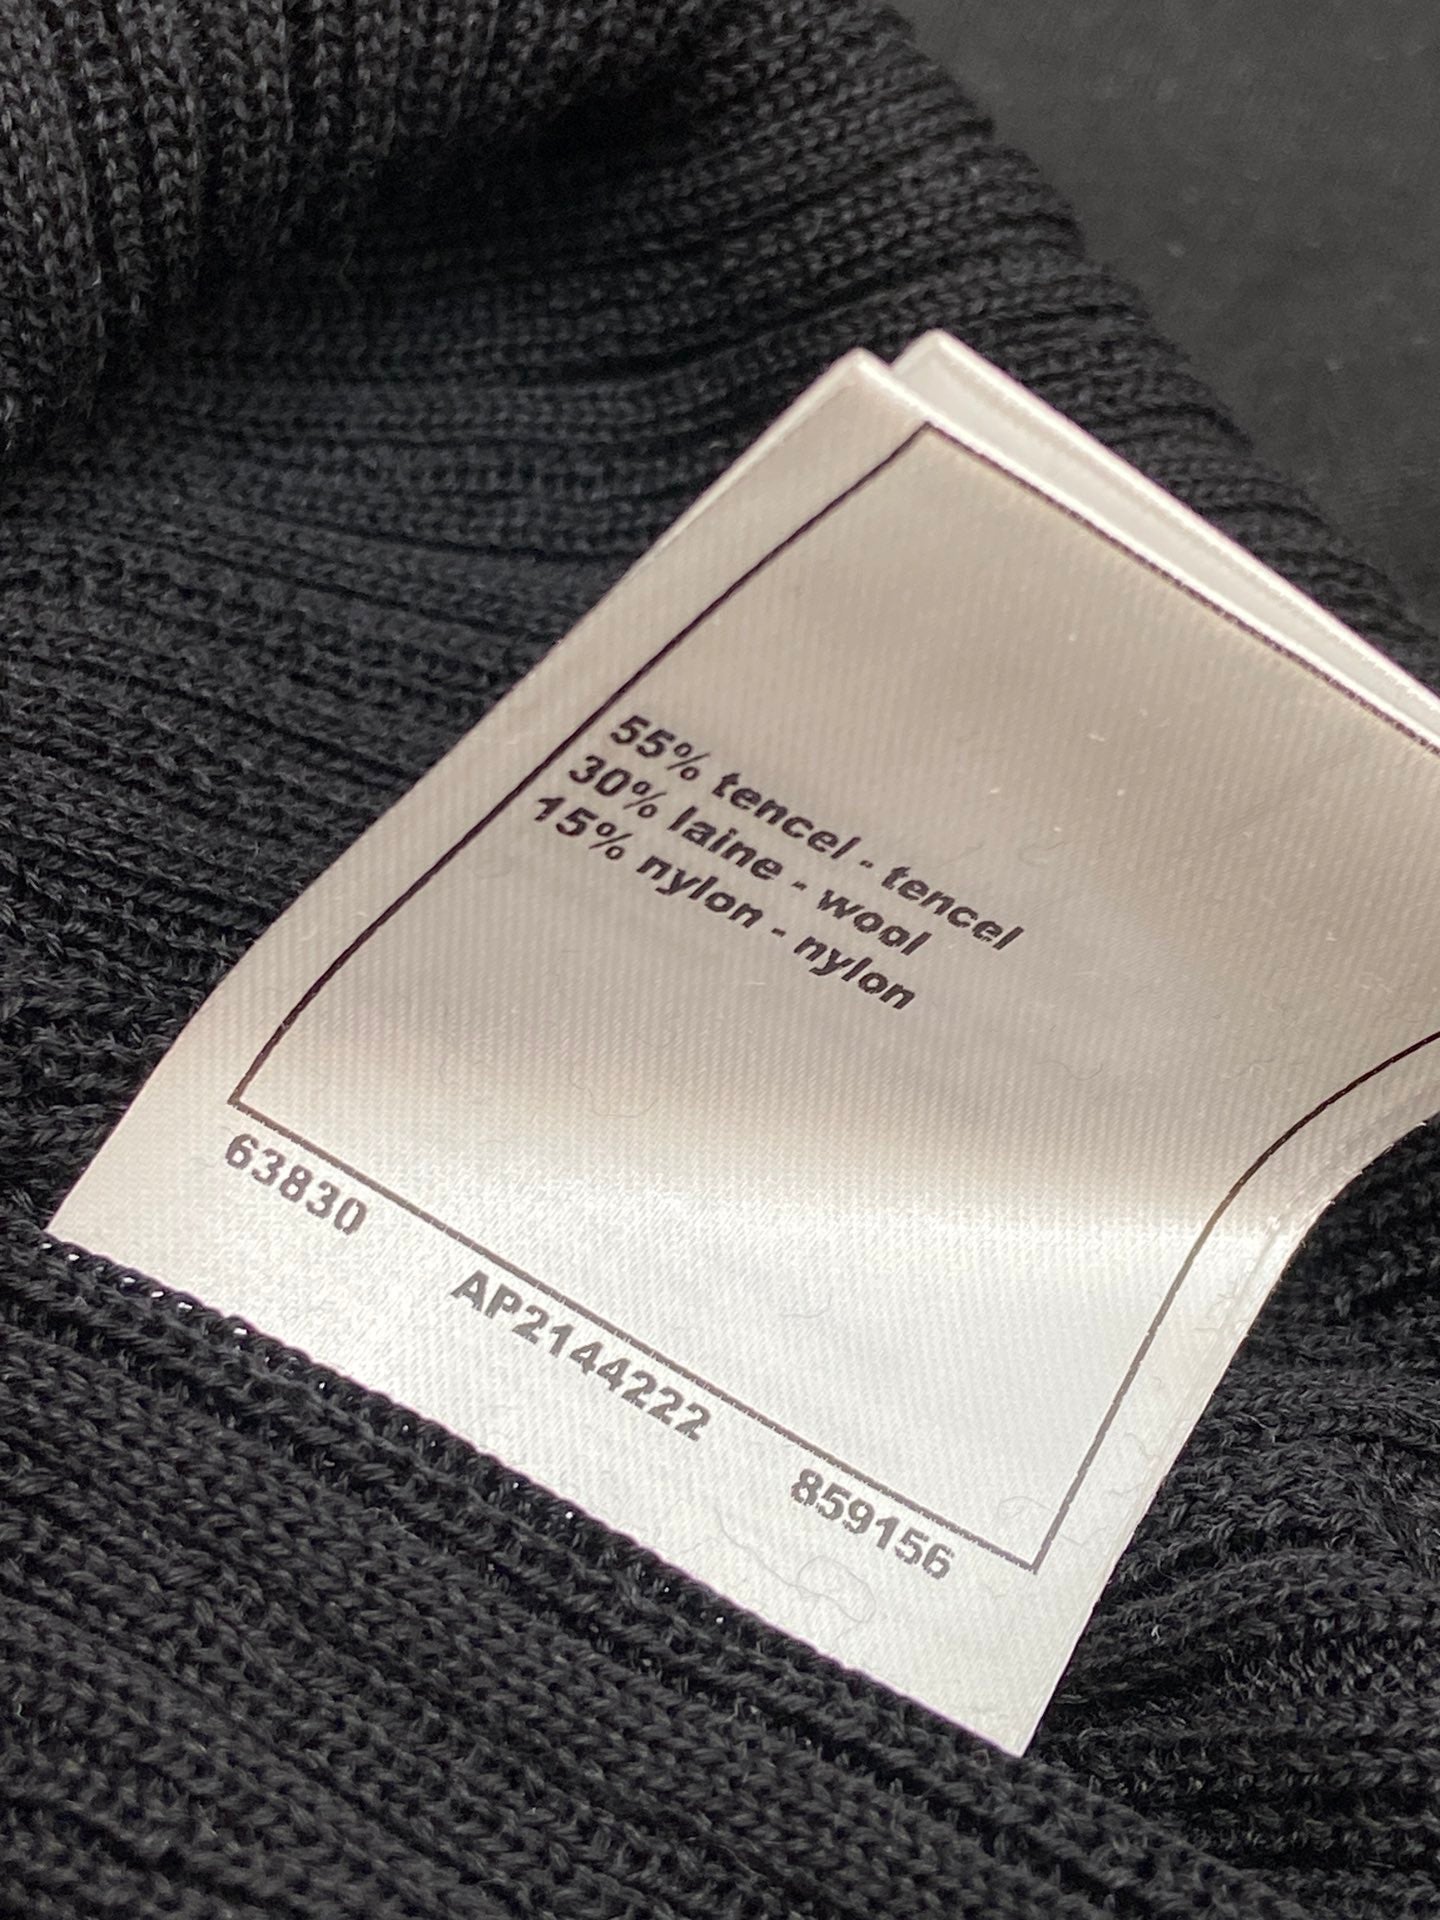 55% tencel - tencel
30% laine - wool
15% nylon - nylon
63830 AP2144222 859156